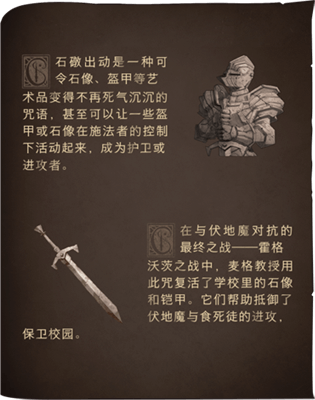 石礅出动是一种可
令石像、盔甲等艺
术品变得不再死气沉沉的
咒语，甚至可以让一些盔
甲或石像在施法者的控制
下活动起来，成为护卫或
进攻者。
在与伏地魔对抗的
最终之战——霍格
沃茨之战中，麦格教授用
此咒复活了学校里的石像
和铠甲。它们帮助抵御了
伏地魔与食死徒的进攻，
保卫校园。